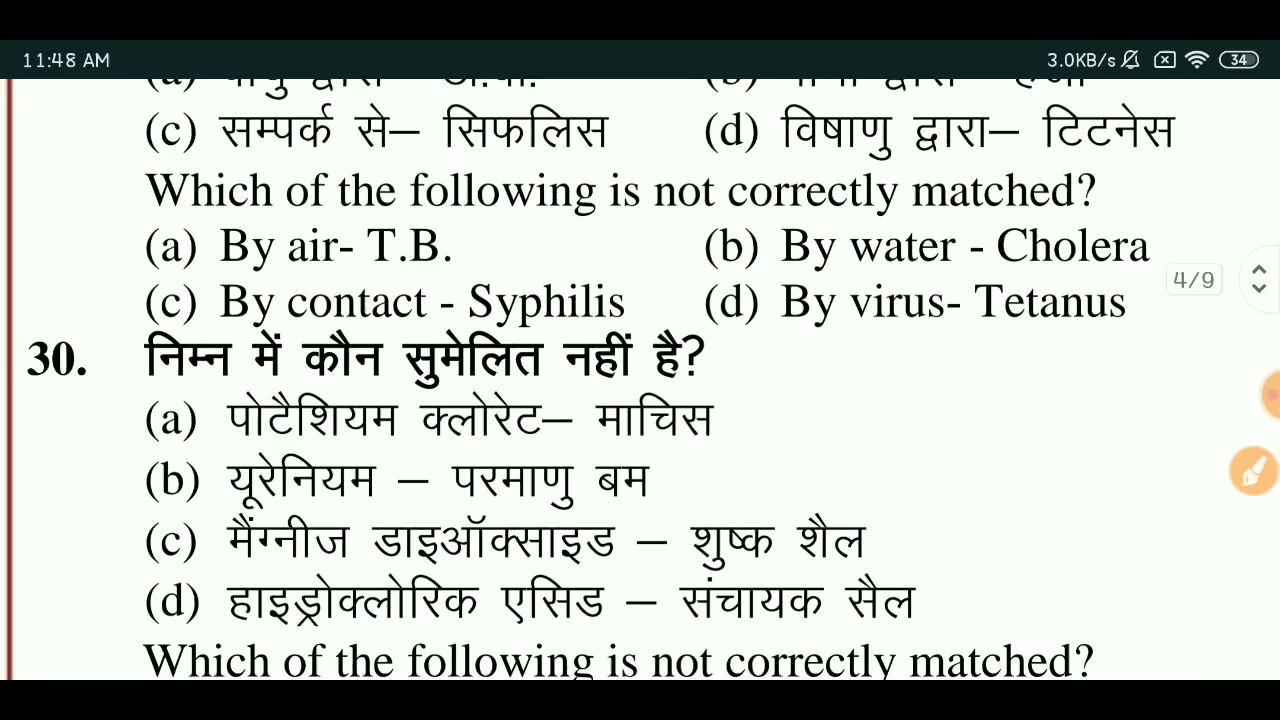 11:48 AM 3.0KB/s 34
(c) सम्पर्क से– सिफलिस (d) विषाणु द्वारा– टिटनेस
Which of the following is not correctly matched?
(a) By air- T.B. (b) By water - Cholera
4/9
(c) By contact - Syphilis (d) By virus- Tetanus
30. निम्न में कौन सुमेलित नहीं है?
(a) पोटैशियम क्लोरेट– माचिस
(b) यूरेनियम – परमाणु बम
(c) मैंग्नीज डाइऑक्साइड – शुष्क शैल
(d) हाइड्रोक्लोरिक एसिड – संचायक सैल
Which of the following is not correctly matched?